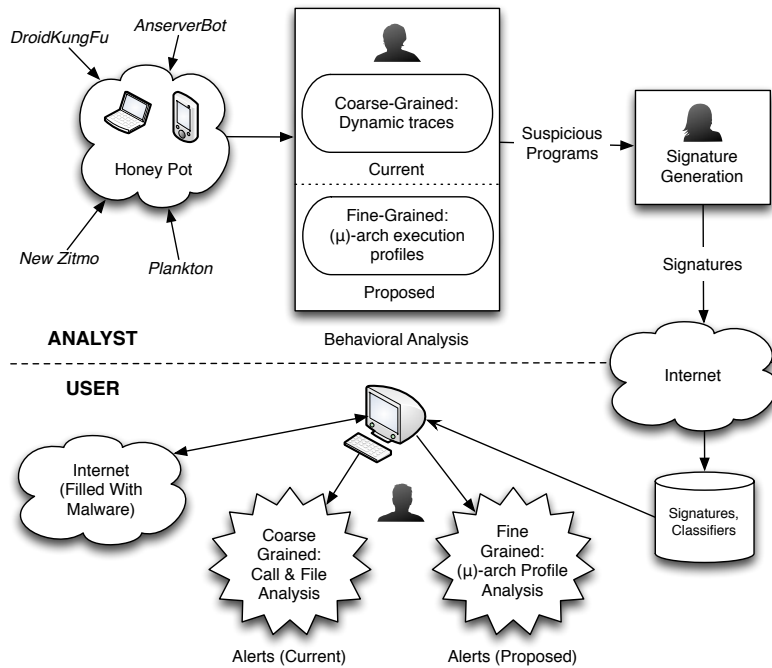 DroidKungFu
AnserverBot
Honey Pot
New Zitmo
Plankton
Coarse-Grained:
Dynamic traces
Current
Fine-Grained:
(μ)-arch execution
profiles
Proposed
Behavioral Analysis
Suspicious
Programs
Signature
Generation
Signatures
ANALYST
USER
Internet
Internet
(Filled With
Malware)
Coarse
Grained:
Call & File
Analysis
Alerts (Current)
Fine
Grained:
(μ)-arch Profile
Analysis
Alerts (Proposed)
Signatures,
Classifiers